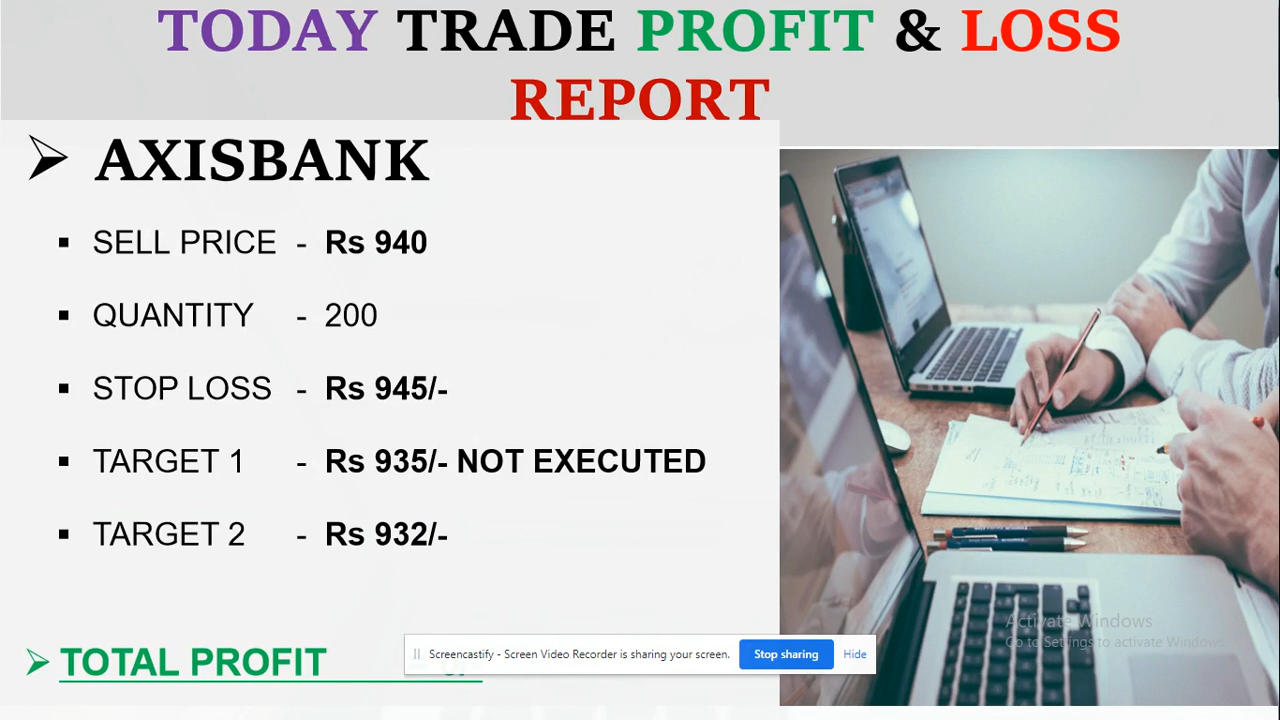 TODAY TRADE PROFIT & LOSS
REPORT
AXISBANK
SELL PRICE - Rs 940
QUANTITY - 200
STOP LOSS - Rs 945/-
TARGET 1 - Rs 935/- NOT EXECUTED
TARGET 2 - Rs 932/-
TOTAL PROFIT
Screencastify - Screen Video Recorder is sharing your screen. Stop sharing Hide
Activate Windows
Go to Settings to activate Windows.